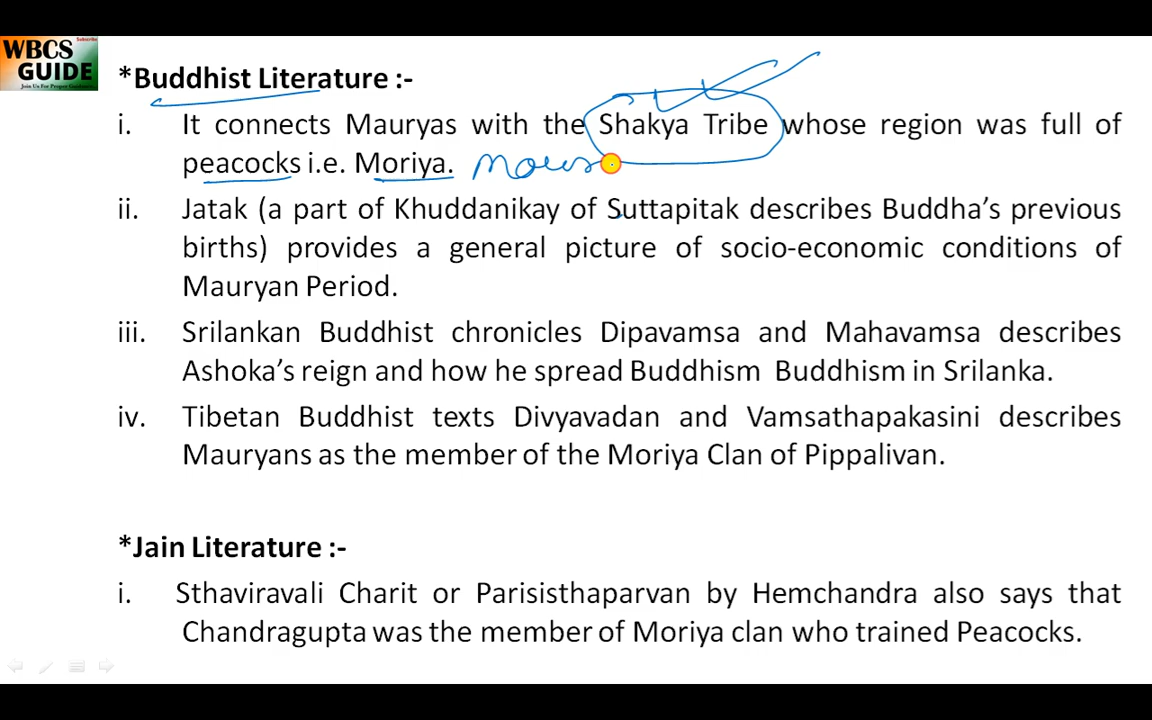 WBCS
GUIDE
*Buddhist Literature :-
i. It connects Mauryas with the Shakya Tribe whose region was full of
peacocks i.e. Moriya.
ii. Jatak (a part of Khuddanikay of Suttapitak describes Buddha’s previous
births) provides a general picture of socio-economic conditions of
Mauryan Period.
iii. Srilankan Buddhist chronicles Dipavamsa and Mahavamsa describes
Ashoka’s reign and how he spread Buddhism Buddhism in Srilanka.
iv. Tibetan Buddhist texts Divyavadan and Vamsathapakasini describes
Mauryans as the member of the Moriya Clan of Pippalivan.
*Jain Literature :-
i. Sthaviravali Charit or Parisisthaparvan by Hemchandra also says that
Chandragupta was the member of Moriya clan who trained Peacocks.